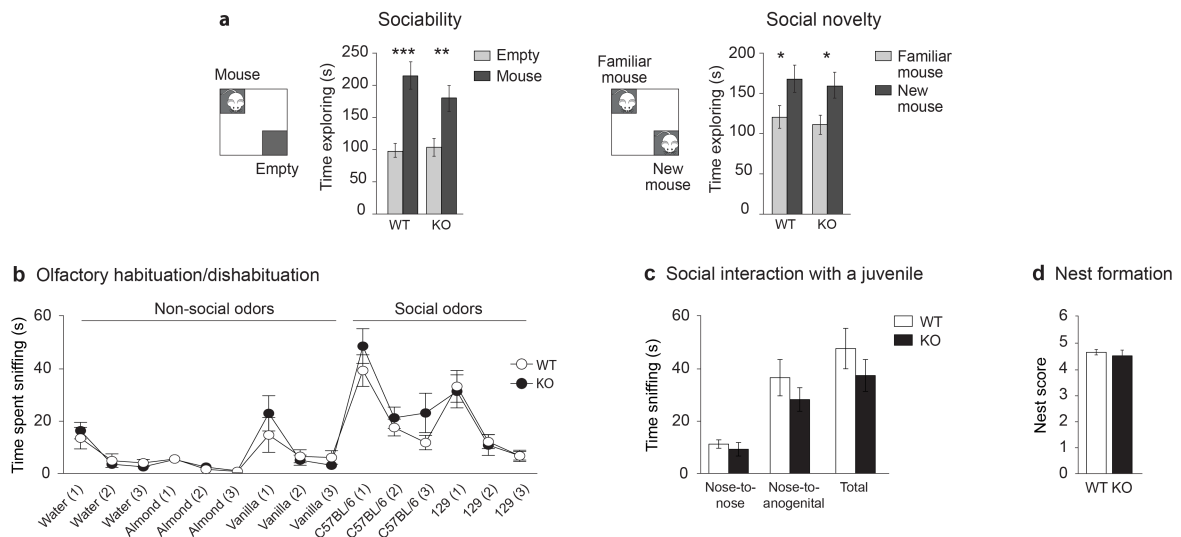 a
Sociability
Mouse
Empty
Time exploring (s)
250
200
150
100
50
0
*** **
Empty
Mouse
WT KO
Social novelty
Familiar
mouse
New
mouse
Time exploring (s)
200
150
100
50
0
* *
Familiar
mouse
New
mouse
WT KO
b Olfactory habituation/dishabituation
Non-social odors
Social odors
Time spent sniffing (s)
60
40
20
0
WT
KO
Water (1)
Water (2)
Water (3)
Almond (1)
Almond (2)
Almond (3)
Vanilla (1)
Vanilla (2)
Vanilla (3)
C57BL/6 (1)
C57BL/6 (2)
C57BL/6 (3)
129 (1)
129 (2)
129 (3)
c Social interaction with a juvenile
Time sniffing (s)
60
40
20
0
WT
KO
Nose-to-
nose
Nose-to-
anogenital
Total
d Nest formation
Nest score
6
5
4
3
2
1
0
WT KO